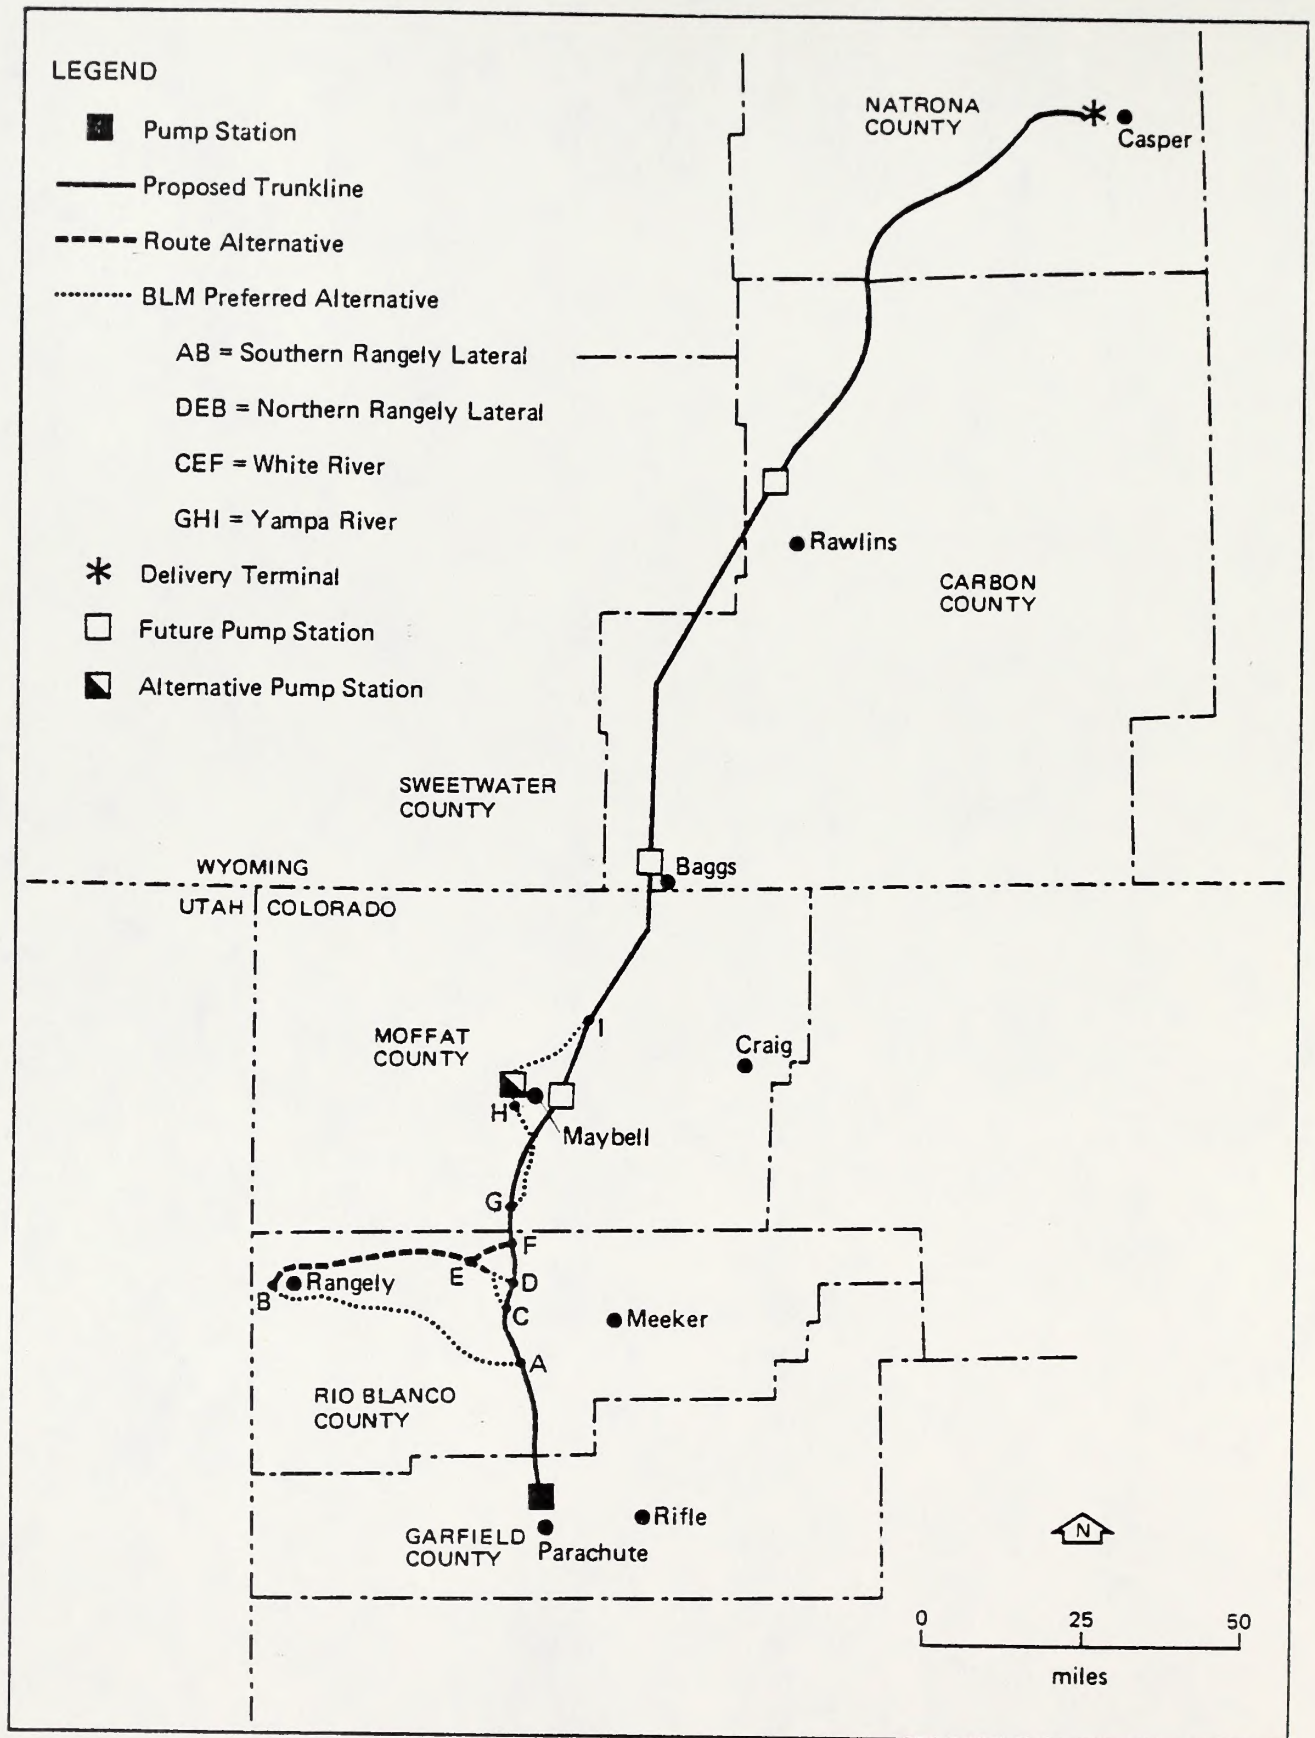 LEGEND
Pump Station
Proposed Trunkline
Route Alternative
BLM Preferred Alternative
AB = Southern Rangely Lateral
DEB = Northern Rangely Lateral
CEF = White River
GHI = Yampa River
Delivery Terminal
Future Pump Station
Alternative Pump Station
NATRONA
COUNTY
Casper
Rawlins
CARBON
COUNTY
SWEETWATER
COUNTY
WYOMING
Baggs
UTAH
COLORADO
I
MOFFAT
COUNTY
Craig
H
Maybell
G
F
E
D
Rangely
B
C
Meeker
A
RIO BLANCO
COUNTY
Rifle
GARFIELD
COUNTY
Parachute
N
0 25 50
miles